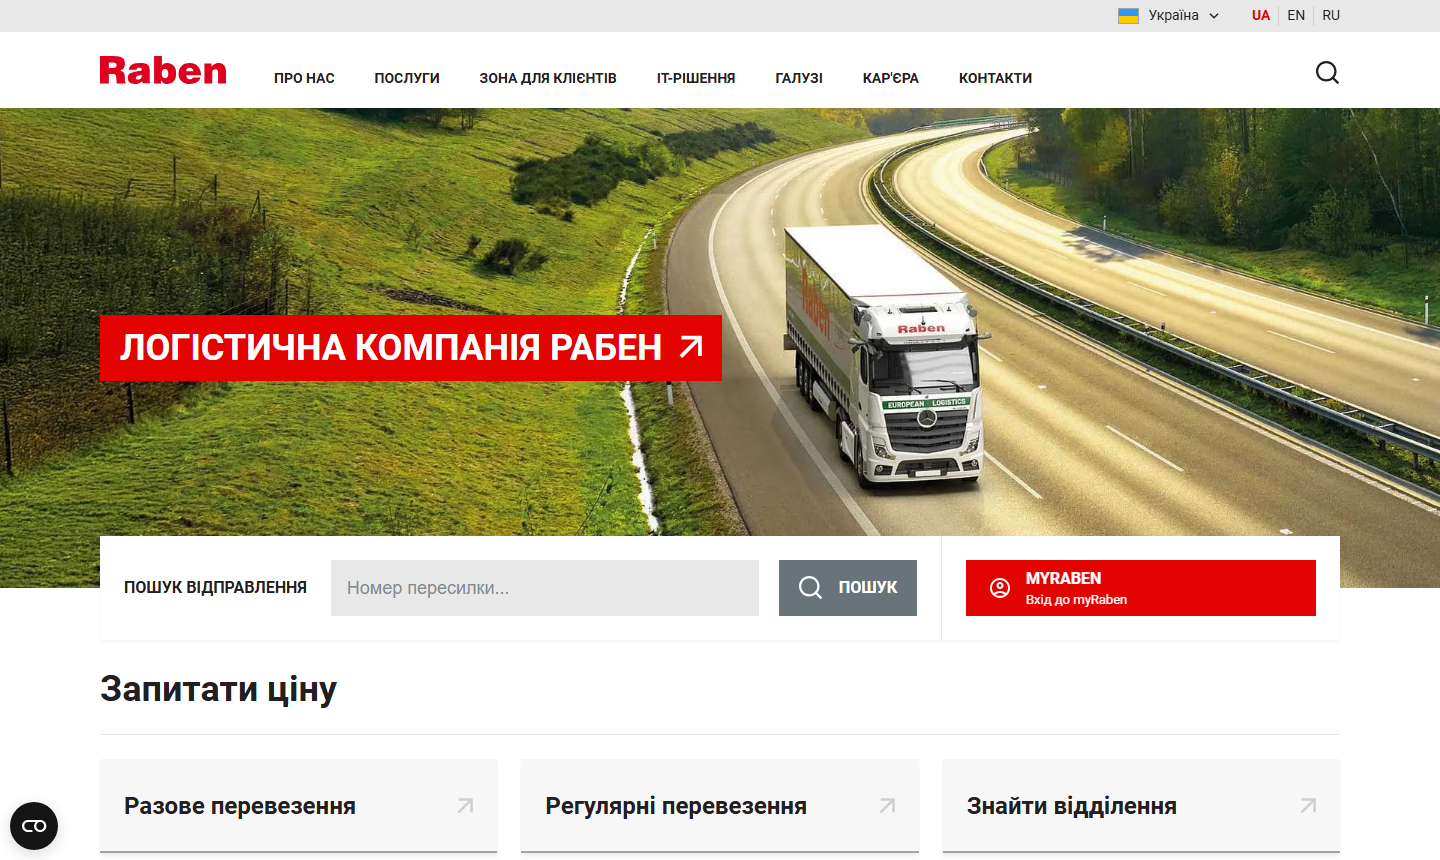 Україна
UA EN RU
Raben
ПРО НАС ПОСЛУГИ ЗОНА ДЛЯ КЛІЄНТІВ ІТ-РІШЕННЯ ГАЛУЗІ КАР'ЄРА КОНТАКТИ
Raben
Raben
EUROPEAN LOGISTICS
ЛОГІСТИЧНА КОМПАНІЯ РАБЕН
ПОШУК ВІДПРАВЛЕННЯ
Номер пересилки...
ПОШУК
MYRABEN
Вхід до myRaben
Запитати ціну
Разове перевезення
Регулярні перевезення
Знайти відділення